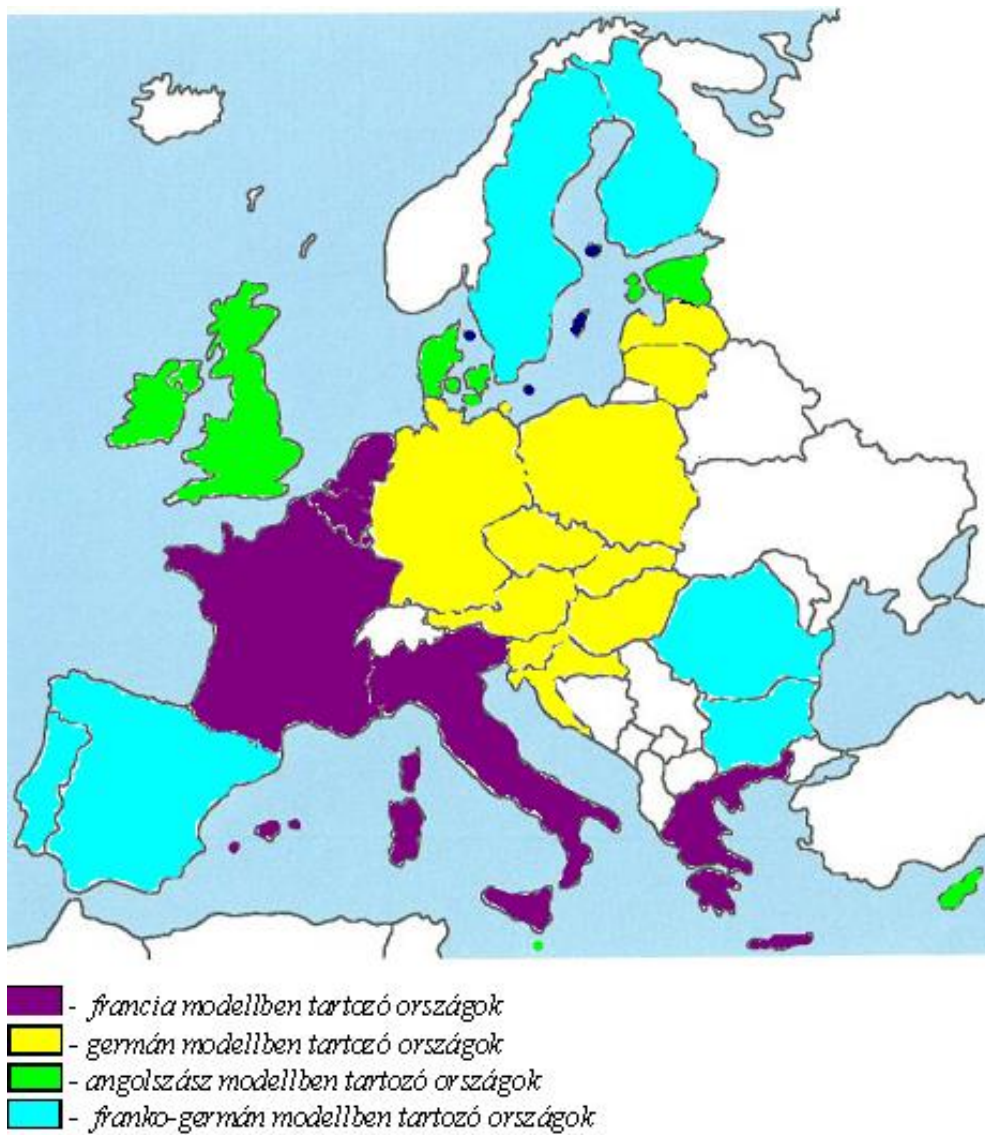 - francia modellben tartozó országok
- germán modellben tartozó országok
- angolszász modellben tartozó országok
- franko-germán modellben tartozó országok